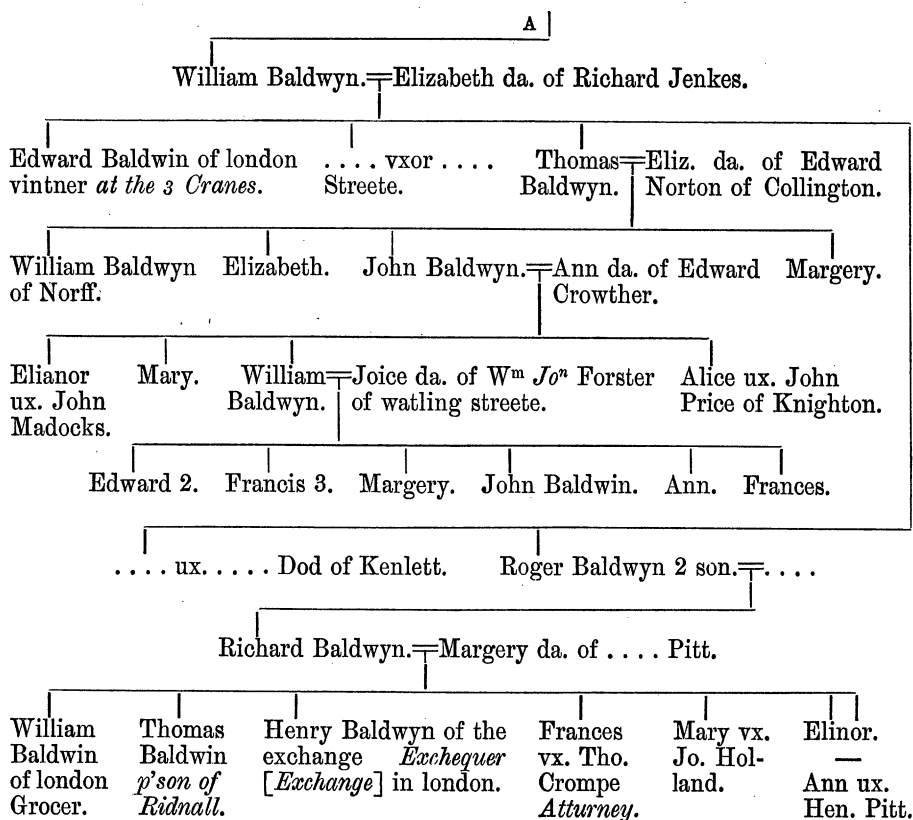 A
William Baldwyn.=Elizabeth da. of Richard Jenkes.
Edward Baldwin of london vintner at the 3 Cranes.
. . . . vxor . . . . Streete.
Thomas Baldwyn.=Eliz. da. of Edward Norton of Collington.
William Baldwyn of Norff.
Elizabeth.
John Baldwyn.=Ann da. of Edward Crowther.
Margery.
Elianor ux. John Madocks.
Mary.
William Baldwyn.=Joice da. of Wm Jon Forster of watling streete.
Alice ux. John Price of Knighton.
Edward 2. Francis 3. Margery. John Baldwin. Ann. Frances.
. . . . ux. . . . . Dod of Kenlett. Roger Baldwyn 2 son.= . . . .
Richard Baldwyn.=Margery da. of . . . . Pitt.
William Baldwin of london Grocer.
Thomas Baldwin p'son of Ridnall.
Henry Baldwyn of the exchange Exchequer [Exchange] in london.
Frances vx. Tho. Crompe Atturney.
Mary vx. Jo. Hol-land.
Elinor.
—
Ann ux. Hen. Pitt.